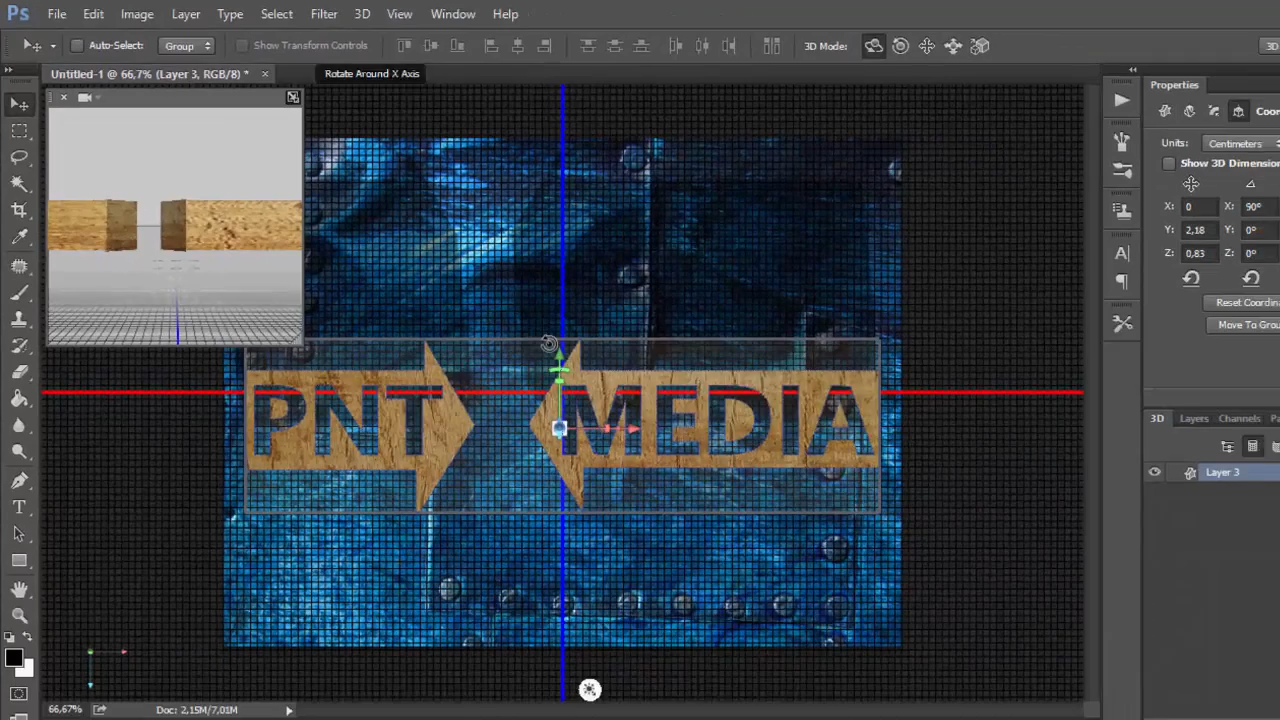 Ps File Edit Image Layer Type Select Filter 3D View Window Help
Auto-Select: Group Show Transform Controls 3D Mode: 3D
Untitled-1 @ 66,7% (Layer 3, RGB/8) * × Rotate Around X Axis
Properties
Coor
Units: Centimeters
Show 3D Dimension
X: 0 X: 90°
Y: 2,18 Y: 0°
Z: 0,83 Z: 0°
Reset Coordin
Move To Grou
PNT MEDIA
3D Layers Channels Paths
Layer 3
66,67% Doc: 2,15M/7,01M